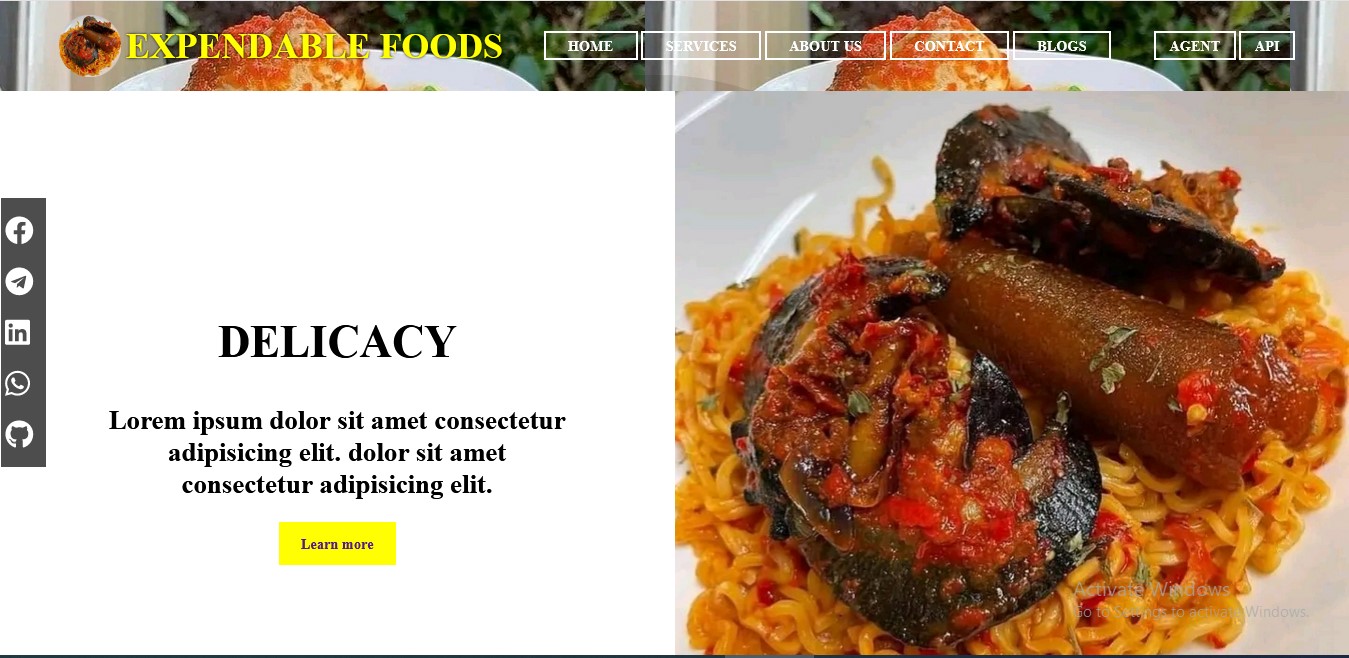 EXPENDABLE FOODS
HOME
SERVICES
ABOUT US
CONTACT
BLOGS
AGENT
API
DELICACY
Lorem ipsum dolor sit amet consectetur
adipisicing elit. dolor sit amet
consectetur adipisicing elit.
Learn more
Activate Windows
Go to Settings to activate Windows.